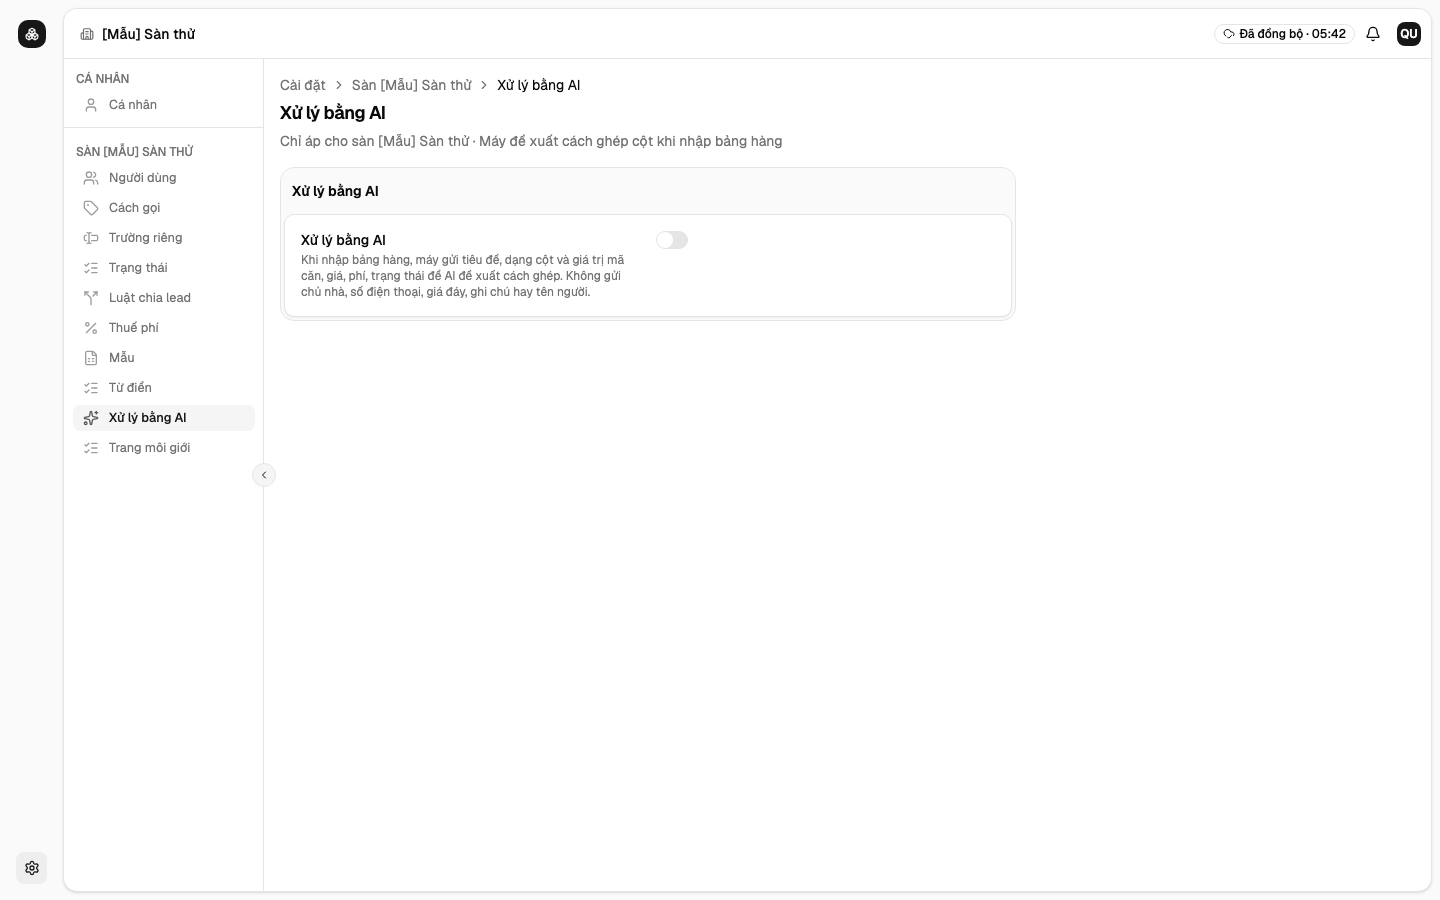 [Mẫu] Sàn thử
Đã đồng bộ · 05:42
QU
CÁ NHÂN
Cá nhân
SÀN [MẪU] SÀN THỬ
Người dùng
Cách gọi
Trường riêng
Trạng thái
Luật chia lead
Thuế phí
Mẫu
Từ điển
Xử lý bằng AI
Trang môi giới
Cài đặt > Sàn [Mẫu] Sàn thử > Xử lý bằng AI
Xử lý bằng AI
Chỉ áp cho sàn [Mẫu] Sàn thử · Máy đề xuất cách ghép cột khi nhập bảng hàng
Xử lý bằng AI
Xử lý bằng AI
Khi nhập bảng hàng, máy gửi tiêu đề, dạng cột và giá trị mã
căn, giá, phí, trạng thái để AI đề xuất cách ghép. Không gửi
chủ nhà, số điện thoại, giá đáy, ghi chú hay tên người.